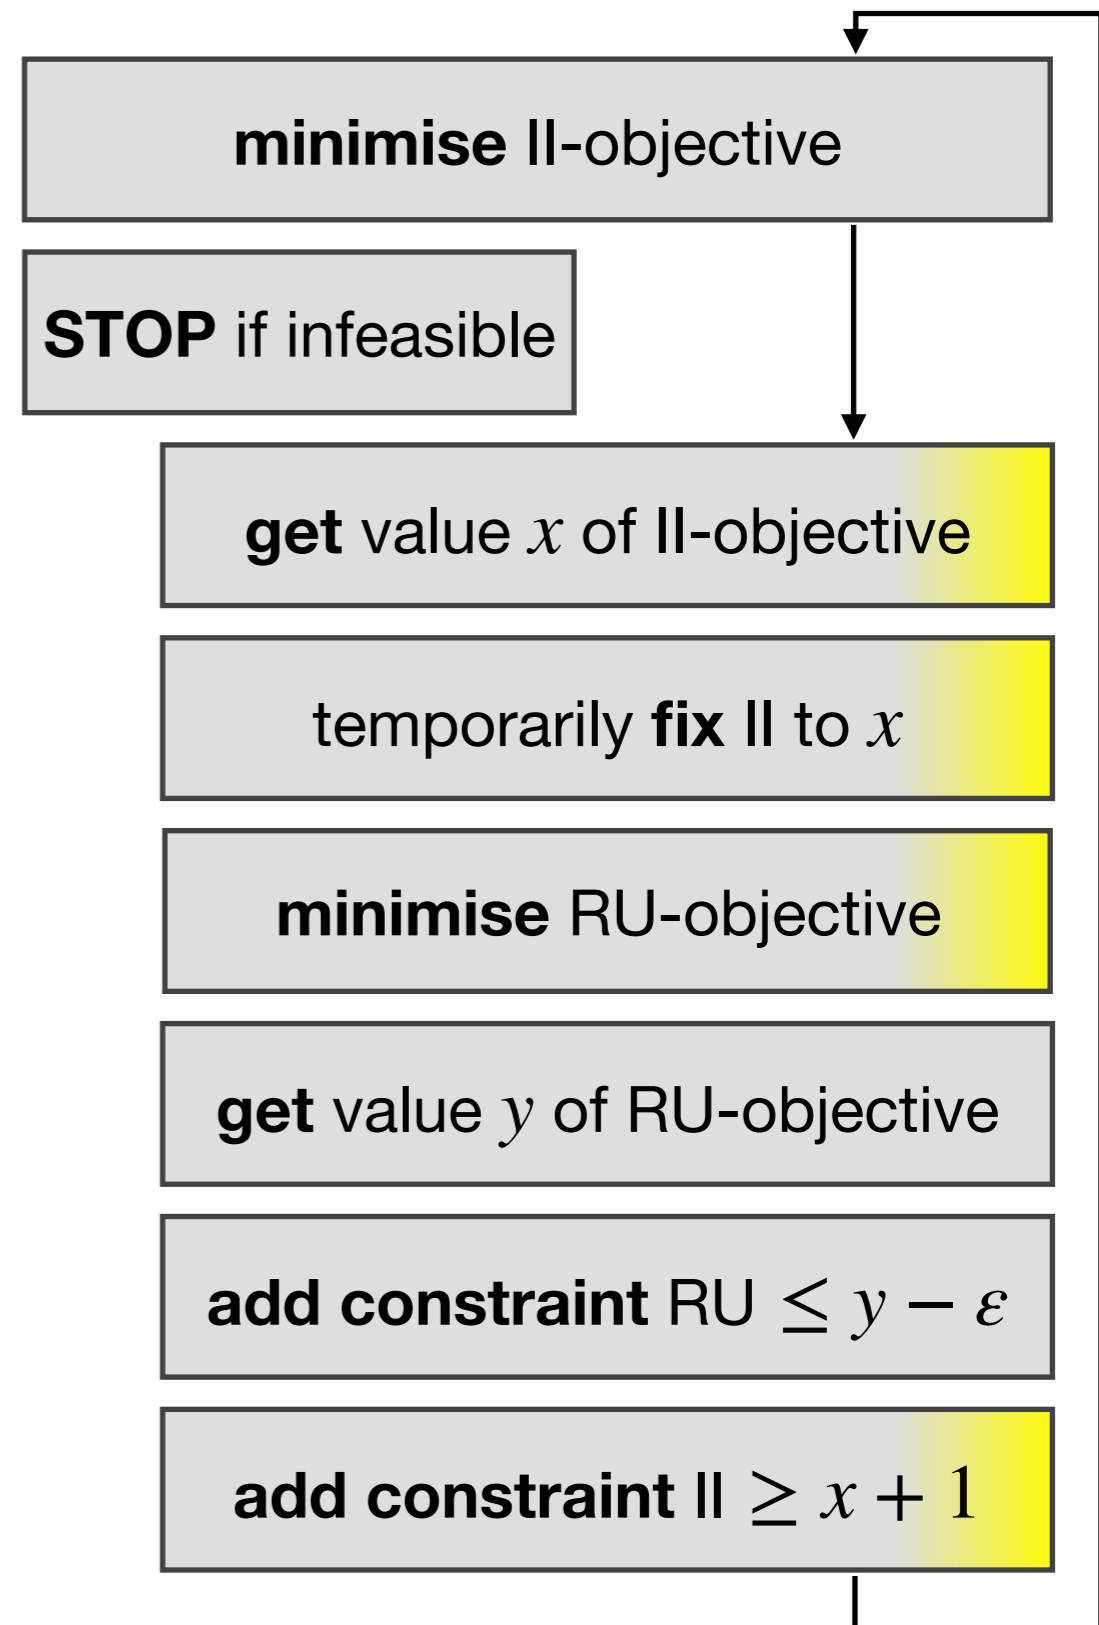 minimise II-objective
STOP if infeasible
get value x of II-objective
temporarily fix II to x
minimise RU-objective
get value y of RU-objective
add constraint RU ≤ y − ε
add constraint II ≥ x + 1